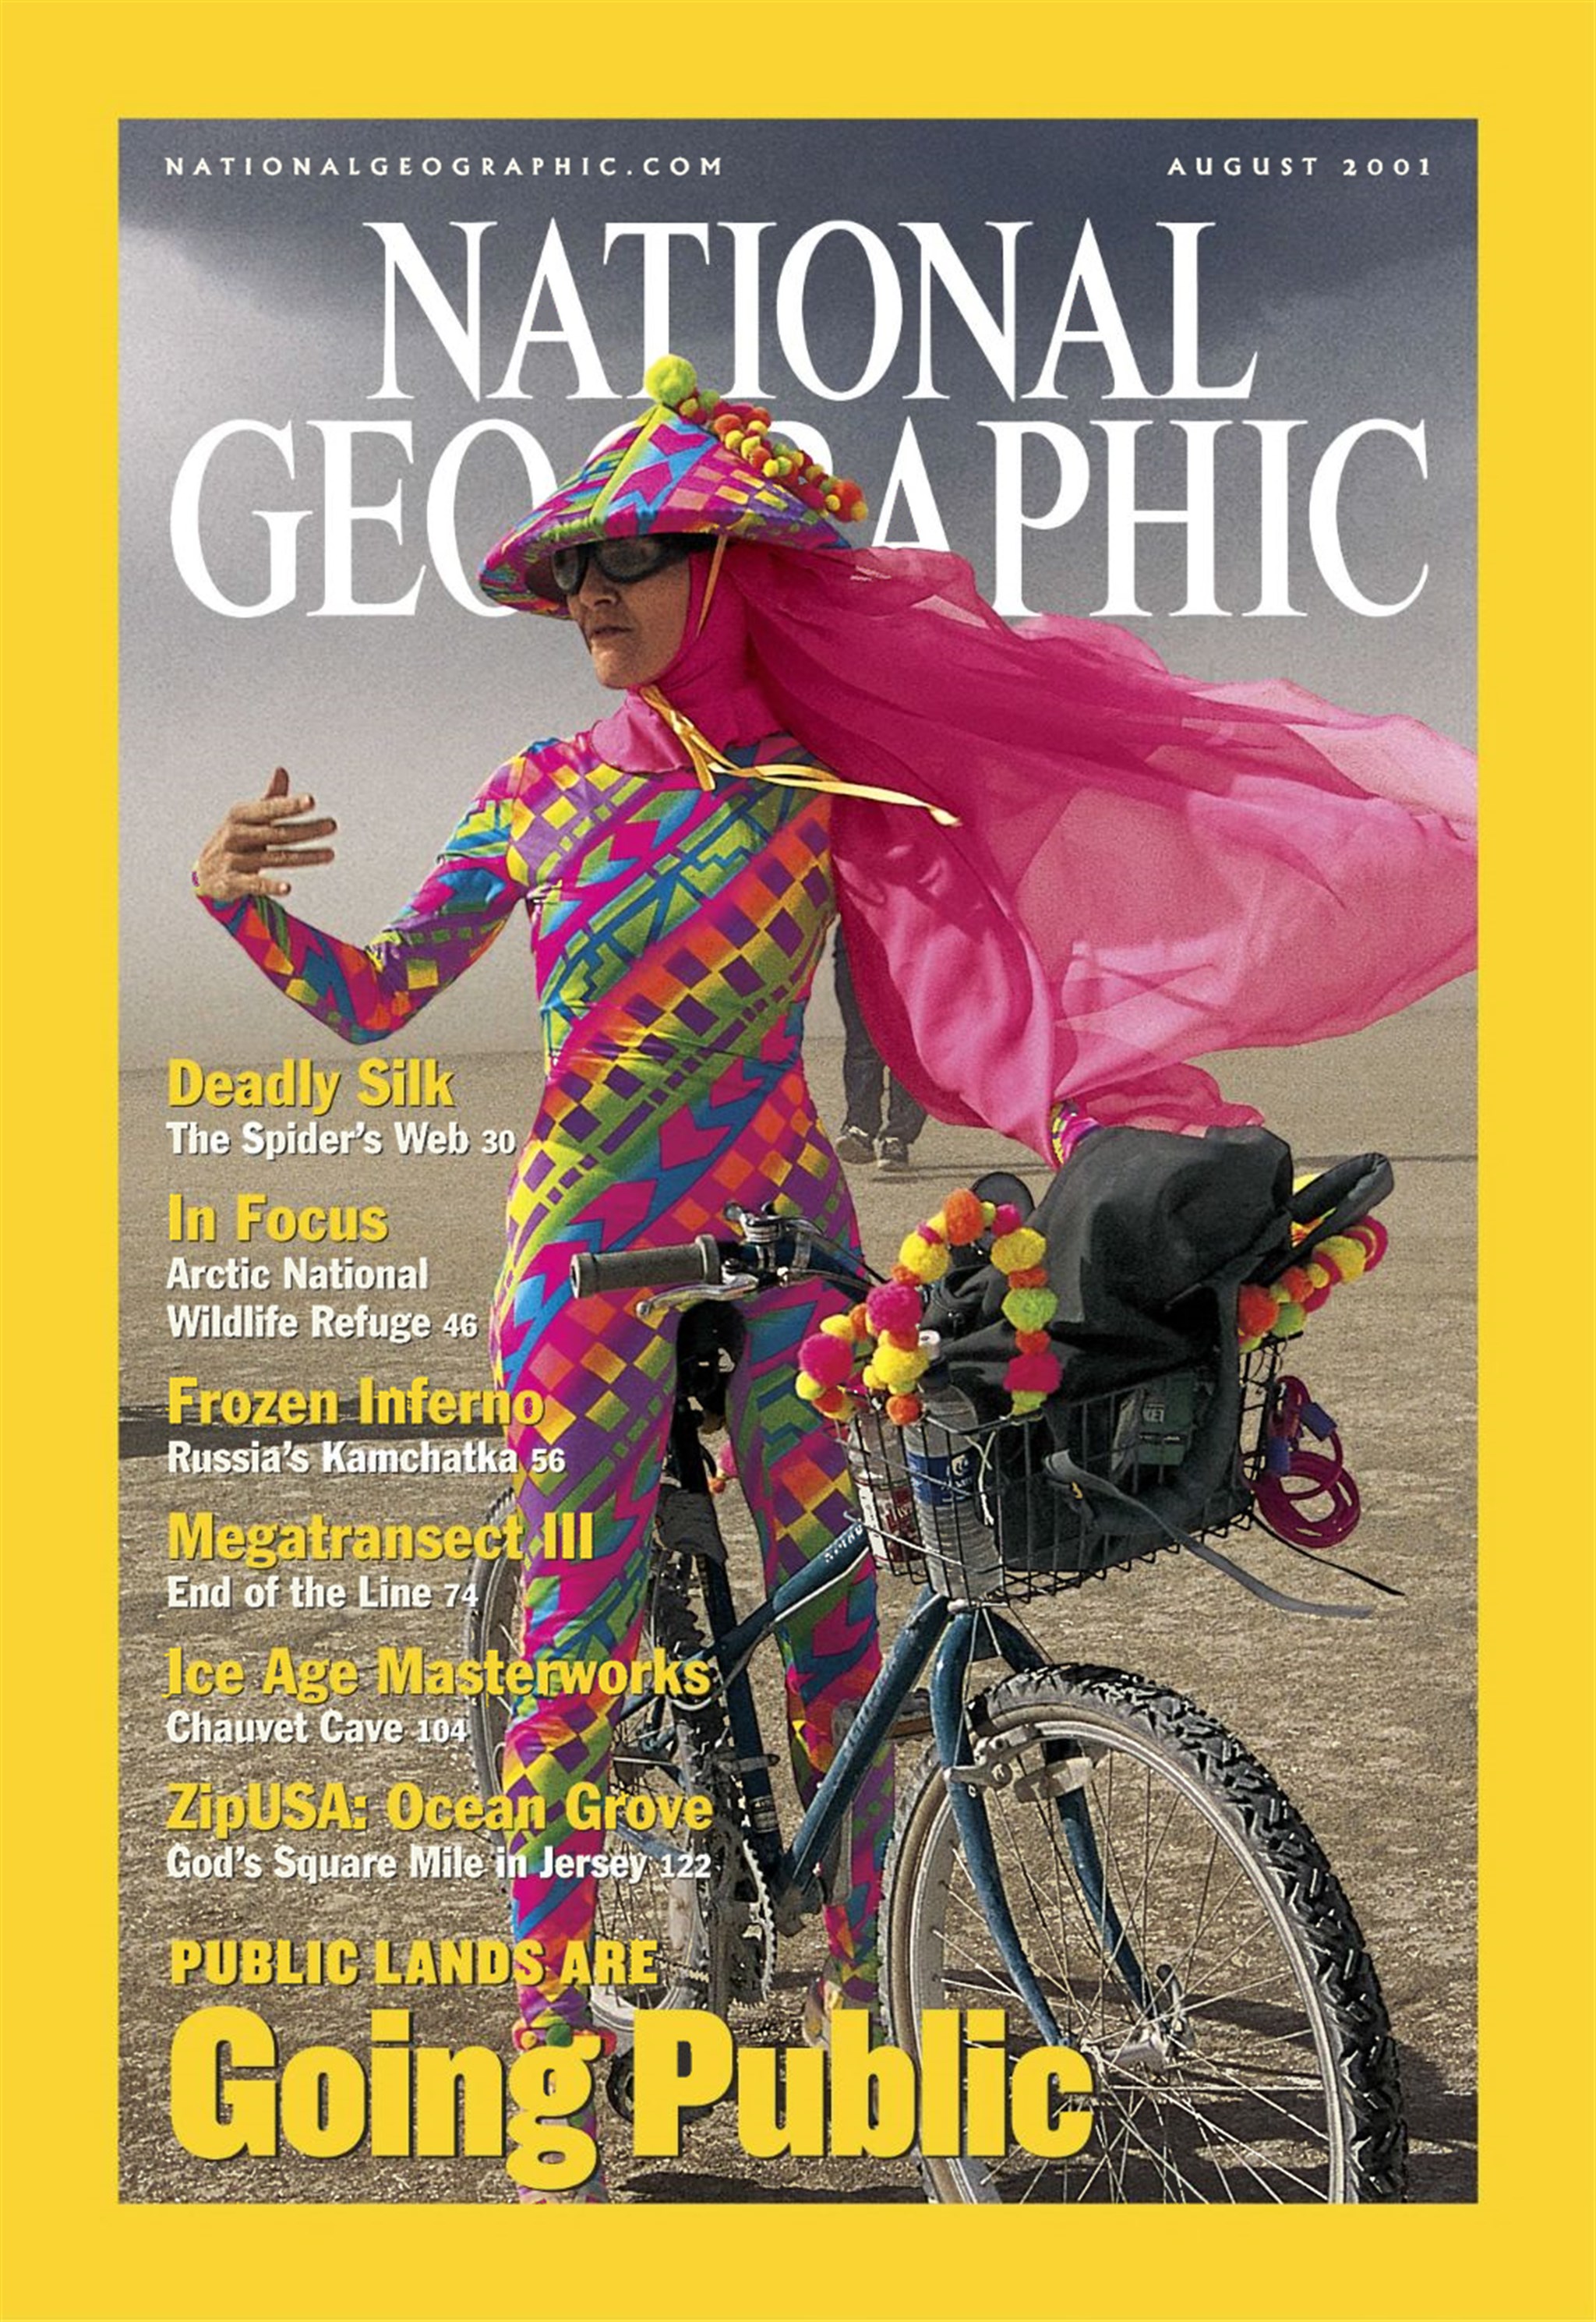 NATIONALGEOGRAPHIC.COM
AUGUST 2001
NATIONAL
GEOGRAPHIC
Deadly Silk
The Spider's Web 30
In Focus
Arctic National
Wildlife Refuge 46
Frozen Inferno
Russia's Kamchatka 56
Megatransect III
End of the Line 74
Ice Age Masterworks
Chauvet Cave 104
ZipUSA: Ocean Grove
God's Square Mile in Jersey 122
PUBLIC LANDS ARE
Going Public